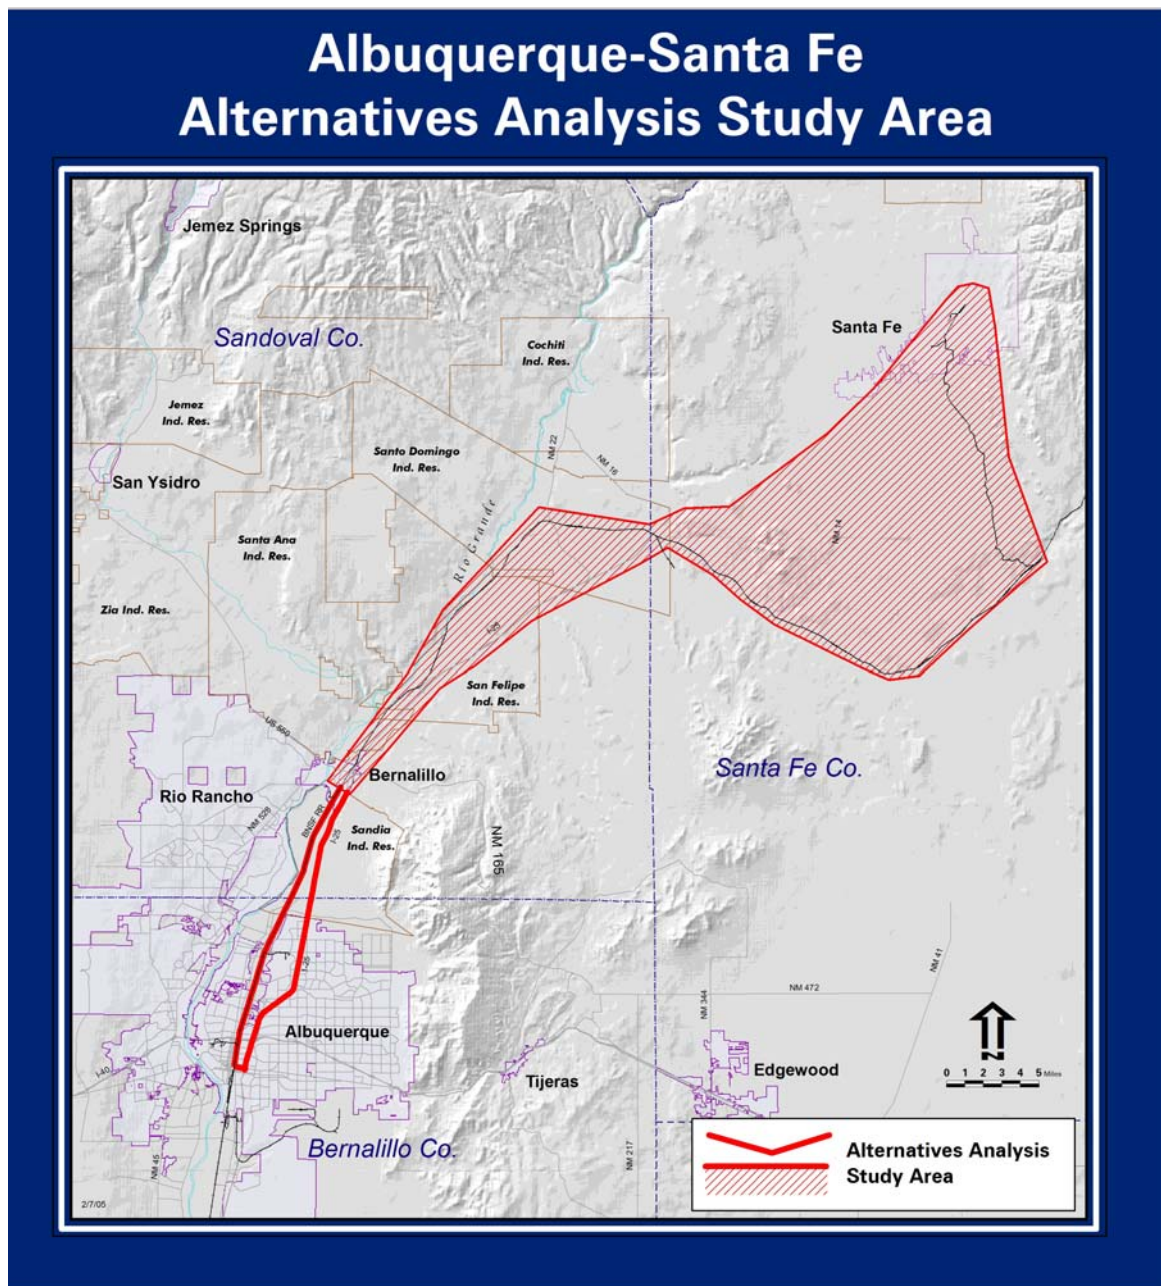 Albuquerque-Santa Fe
Alternatives Analysis Study Area
Jemez Springs
Sandoval Co.
Santa Fe
Cochiti
Ind. Res.
Jemez
Ind. Res.
Santo Domingo
Ind. Res.
NM 22
NM 16
San Ysidro
Rio Grande
NM 14
Santa Ana
Ind. Res.
Zia Ind. Res.
I-25
San Felipe
Ind. Res.
US 550
Bernalillo
Santa Fe Co.
Rio Rancho
NM 528
BNSF RR
I-25
Sandia
Ind. Res.
NM 165
I-25
NM 41
NM 472
NM 344
Albuquerque
I-40
Tijeras
Edgewood
N
0 1 2 3 4 5 Miles
Bernalillo Co.
NM 45
NM 217
Alternatives Analysis
Study Area
2/7/05